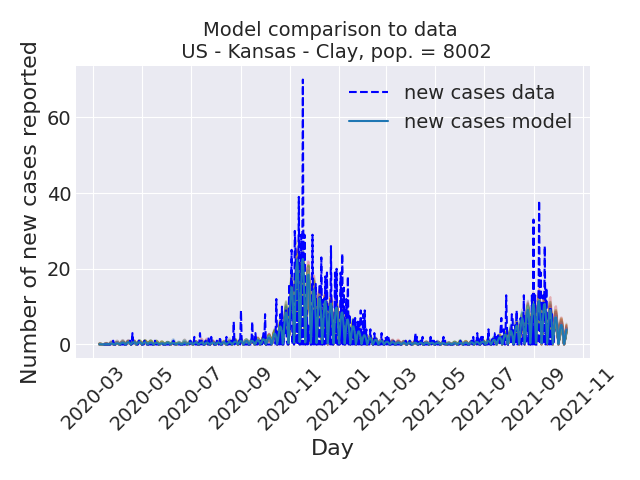 Model comparison to data
US - Kansas - Clay, pop. = 8002
new cases data
new cases model
Number of new cases reported
60
40
20
0
2020-03
2020-05
2020-07
2020-09
2020-11
2021-01
2021-03
2021-05
2021-07
2021-09
2021-11
Day